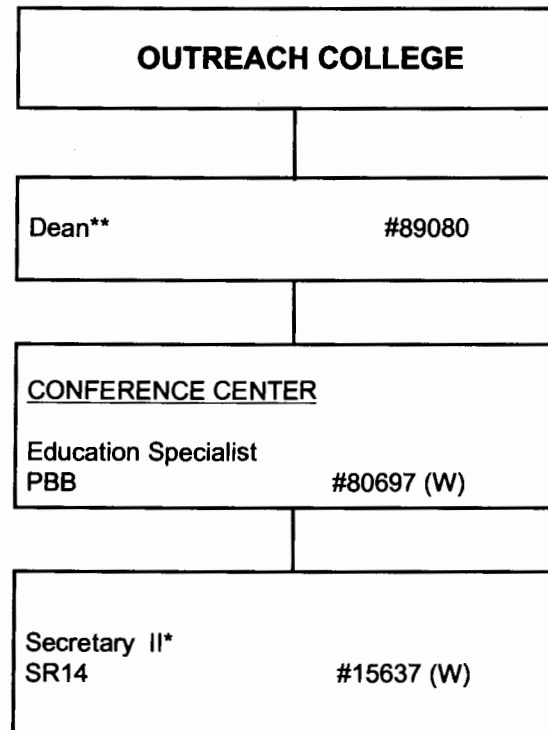 OUTREACH COLLEGE
Dean** #89080
CONFERENCE CENTER
Education Specialist
PBB #80697 (W)
Secretary II*
SR14 #15637 (W)